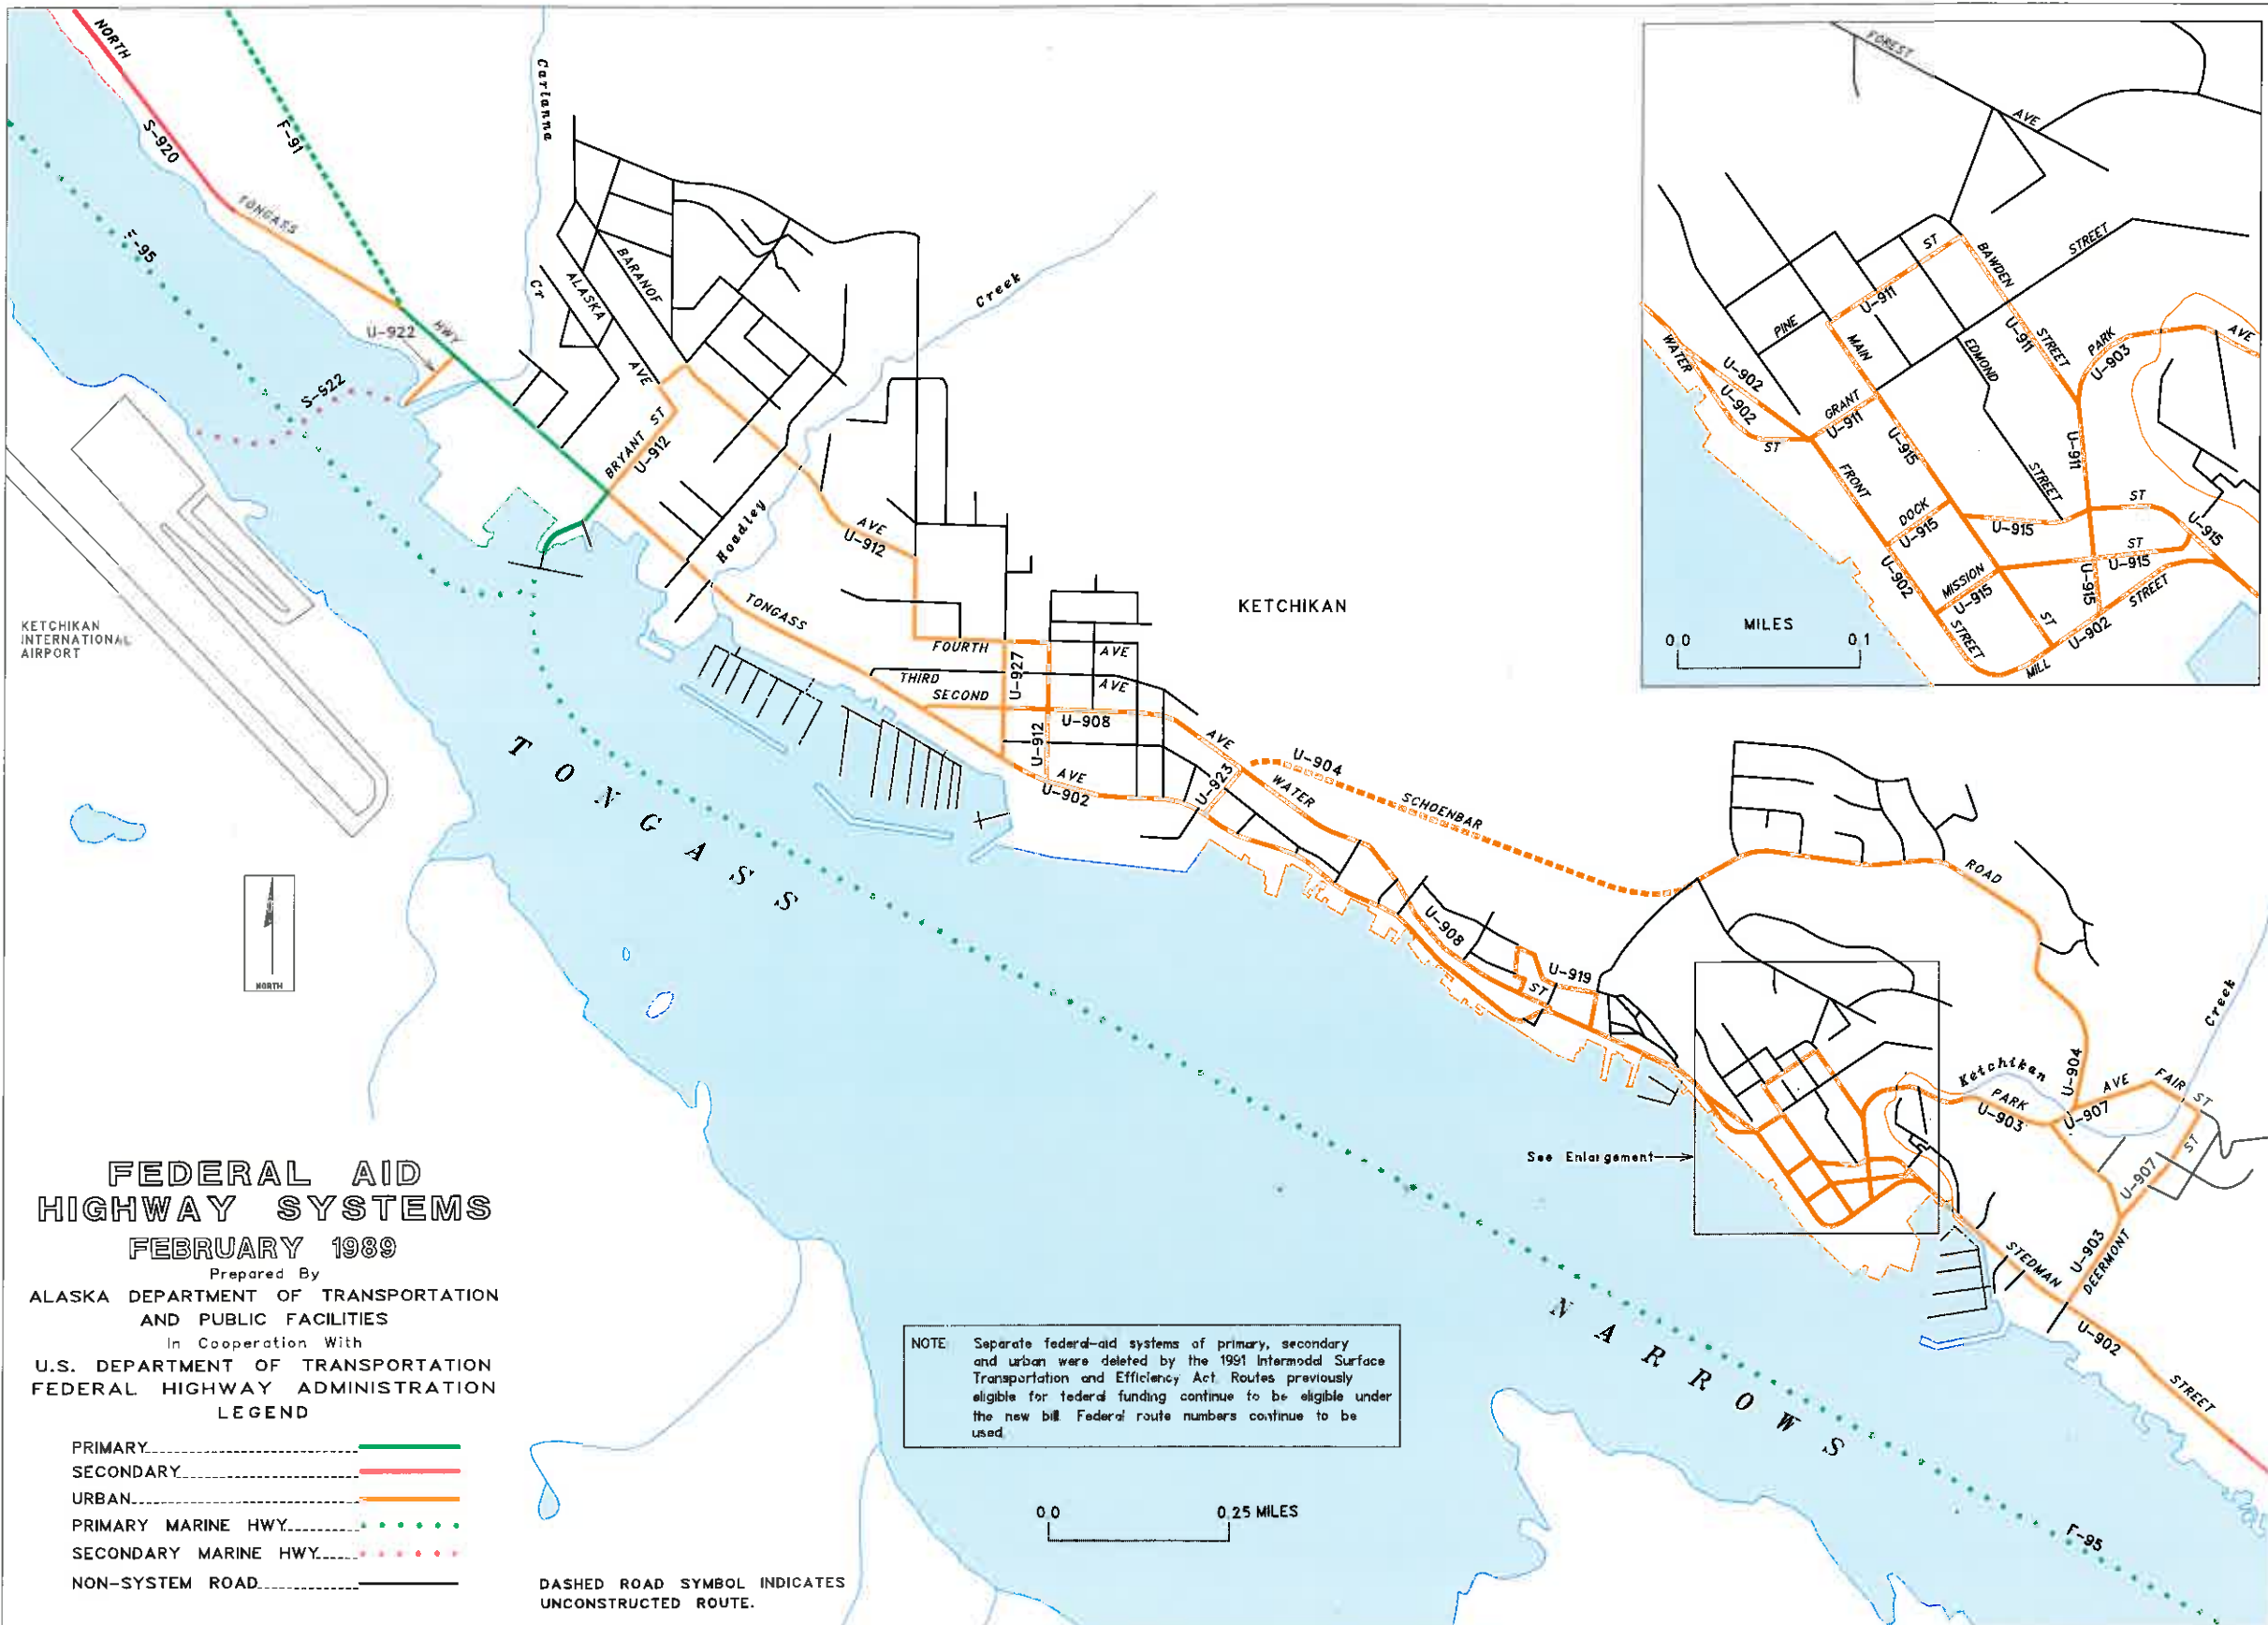 NORTH
S-920
F-91
TONGASS
HWY
F-95
U-922
S-922
Carlanna
Cr
ALASKA
AVE
BARANOF
BRYANT ST
U-912
Hoadley
Creek
AVE
U-912
TONGASS
FOURTH
AVE
THIRD
AVE
SECOND
U-927
U-908
U-912
AVE
U-902
AVE
U-923
WATER
U-904
SCHOENBAR
ROAD
U-908
ST
U-919
KETCHIKAN
KETCHIKAN
INTERNATIONAL
AIRPORT
TONGASS
NARROWS
NORTH
See Enlargement
Ketchikan
Creek
PARK
U-903
U-904
U-907
AVE
FAIR
ST
U-907
ST
U-903
DEERMONT
STEDMAN
U-902
STREET
F-95
FOREST
AVE
ST
U-911
BAWDEN
STREET
U-911
STREET
PINE
MAIN
EDMOND
STREET
PARK
U-903
AVE
WATER
U-902
U-902
ST
GRANT
U-911
U-915
U-911
FRONT
DOCK
U-915
U-915
ST
U-915
ST
U-915
U-902
MISSION
U-915
U-915
STREET
STREET
ST
U-902
MILL
MILES
0.0
0.1
FEDERAL AID
HIGHWAY SYSTEMS
FEBRUARY 1989
Prepared By
ALASKA DEPARTMENT OF TRANSPORTATION
AND PUBLIC FACILITIES
In Cooperation With
U.S. DEPARTMENT OF TRANSPORTATION
FEDERAL HIGHWAY ADMINISTRATION
LEGEND
PRIMARY
SECONDARY
URBAN
PRIMARY MARINE HWY
SECONDARY MARINE HWY
NON-SYSTEM ROAD
DASHED ROAD SYMBOL INDICATES
UNCONSTRUCTED ROUTE.
NOTE Separate federal-aid systems of primary, secondary
and urban were deleted by the 1991 Intermodal Surface
Transportation and Efficiency Act. Routes previously
eligible for federal funding continue to be eligible under
the new bill. Federal route numbers continue to be
used.
0.0
0.25 MILES